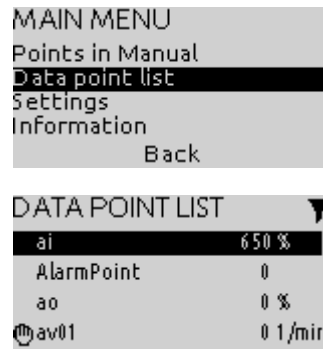 MAIN MENU
Points in Manual
Data point list
Settings
Information
Back
DATA POINT LIST
ai 650 %
AlarmPoint 0
ao 0 %
av01 0 1/min